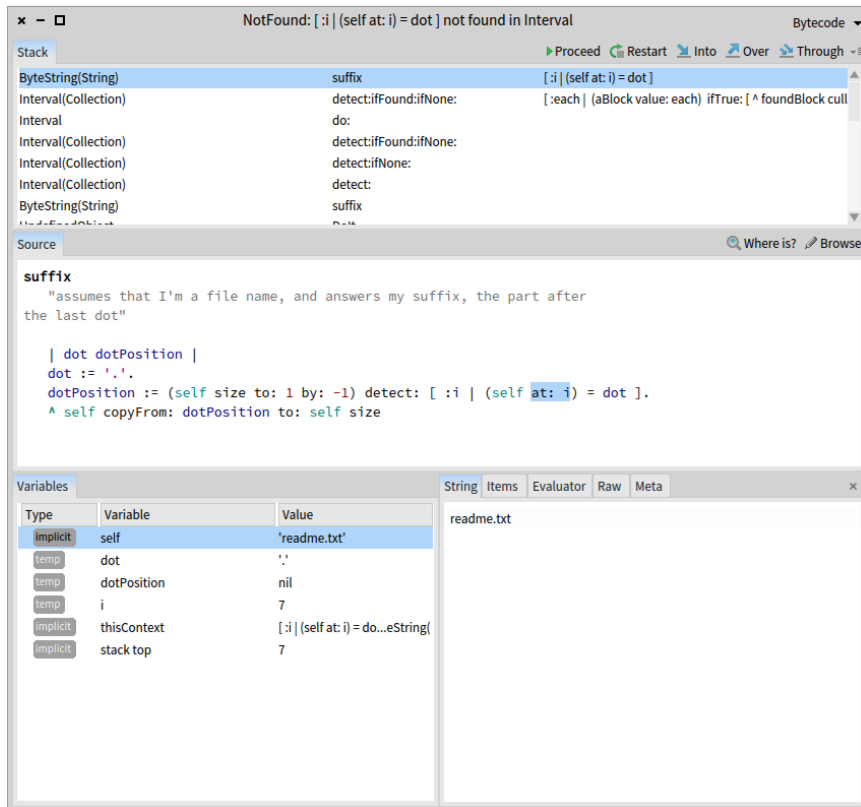 NotFound: [ :i | (self at: i) = dot ] not found in Interval
Bytecode
Stack
Proceed Restart Into Over Through
ByteString(String) suffix [ :i | (self at: i) = dot ]
Interval(Collection) detect:ifFound:ifNone: [ :each | (aBlock value: each) ifTrue: [ ^ foundBlock cull
Interval do:
Interval(Collection) detect:ifFound:ifNone:
Interval(Collection) detect:ifNone:
Interval(Collection) detect:
ByteString(String) suffix
UndefinedObject DoIt
Source
Where is? Browse
suffix
"assumes that I'm a file name, and answers my suffix, the part after
the last dot"
| dot dotPosition |
dot := '.'.
dotPosition := (self size to: 1 by: -1) detect: [ :i | (self at: i) = dot ].
^ self copyFrom: dotPosition to: self size
Variables
Type Variable Value
implicit self 'readme.txt'
temp dot '.'
temp dotPosition nil
temp i 7
implicit thisContext [ :i | (self at: i) = do...eString(
implicit stack top 7
String Items Evaluator Raw Meta
readme.txt